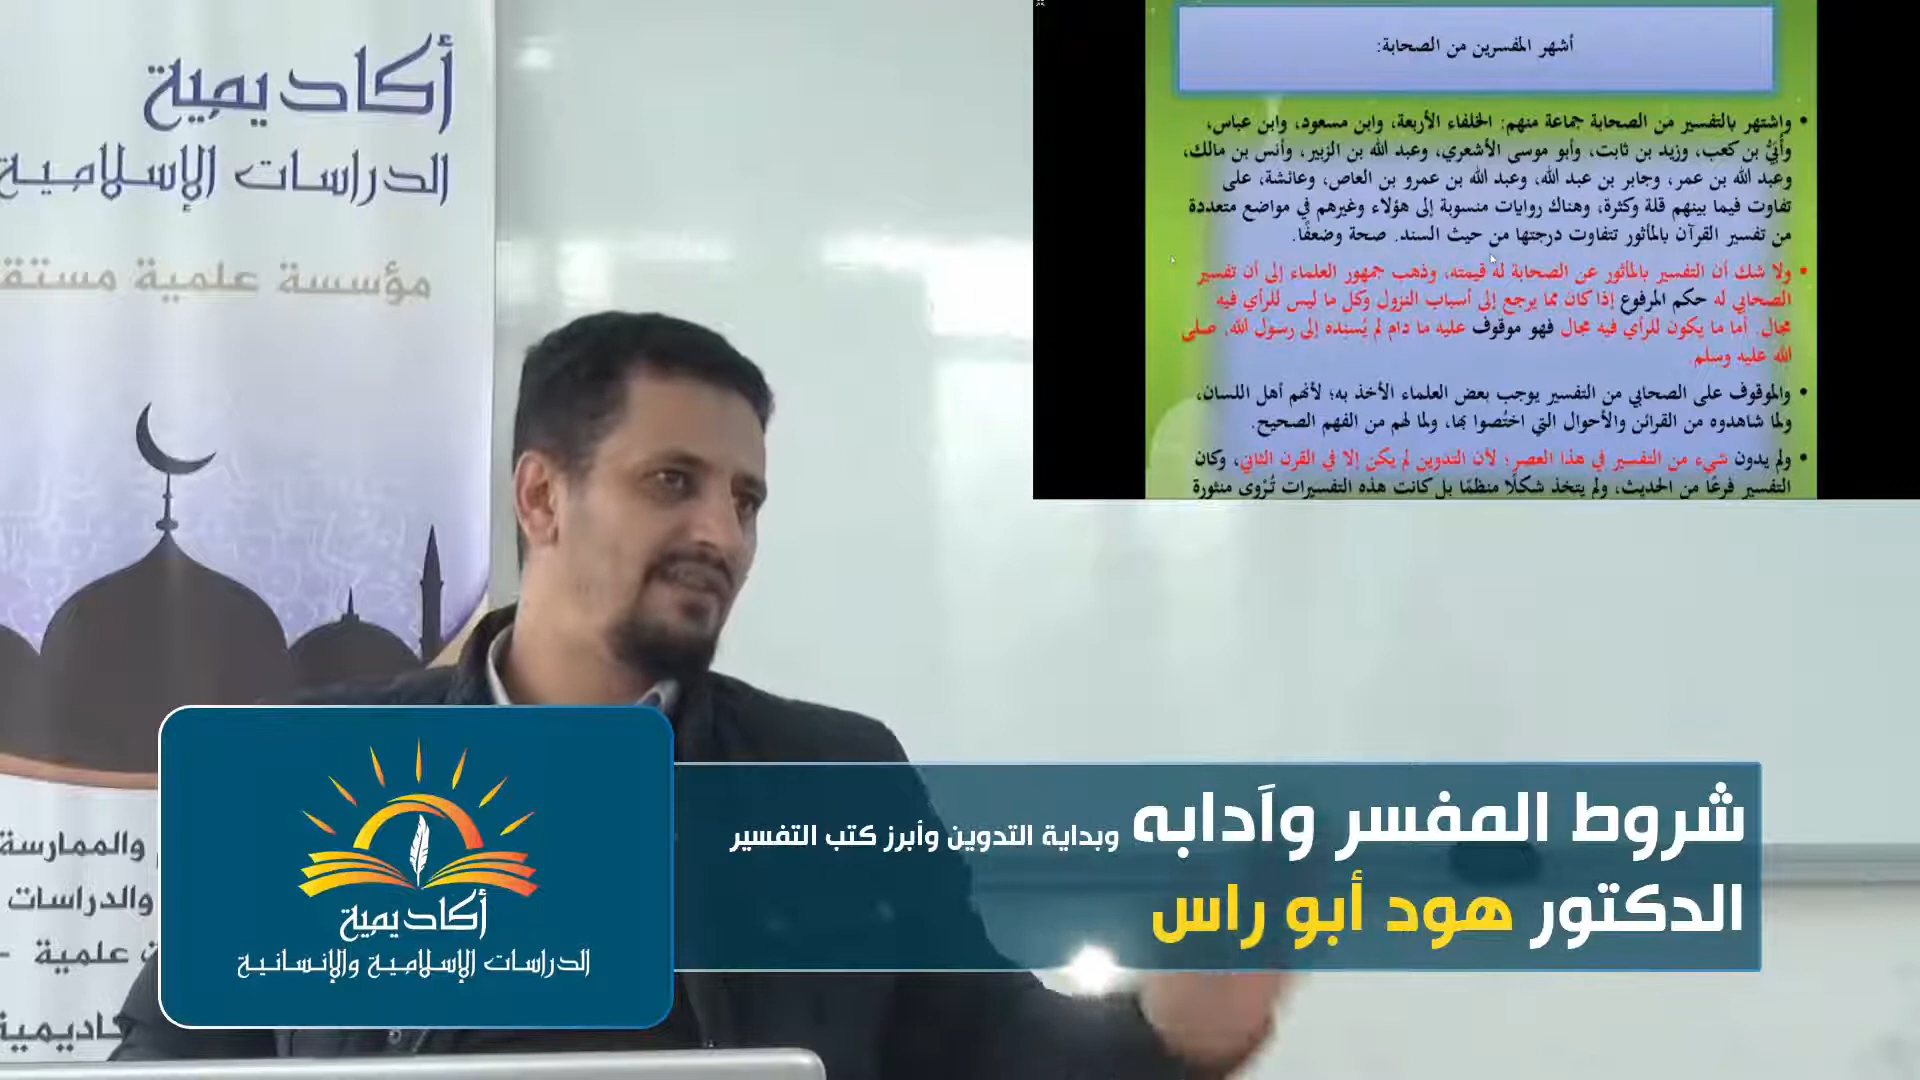 أكاديمية
الدراسات الإسلامية
مؤسسة علمية مستق
والممارسة
والدراسات
علمية -
أشهر المفسرين من الصحابة:
• واشتهر بالتفسير من الصحابة جماعة منهم: الخلفاء الأربعة، وابن مسعود، وابن عباس،
وأُبَيُّ بن كعب، وزيد بن ثابت، وأبو موسى الأشعري، وعبد الله بن الزبير، وأنس بن مالك،
وعبد الله بن عمر، وجابر بن عبد الله، وعبد الله بن عمرو بن العاص، وعائشة، على
تفاوت فيما بينهم قلة وكثرة، وهناك روايات منسوبة إلى هؤلاء وغيرهم في مواضع متعددة
من تفسير القرآن بالمأثور تتفاوت درجتها من حيث السند. صحة وضعفًا.
• ولا شك أن التفسير بالمأثور عن الصحابة له قيمته، وذهب جمهور العلماء إلى أن تفسير
الصحابي له حكم المرفوع إذا كان مما يرجع إلى أسباب النزول وكل ما ليس للرأي فيه
مجال. أما ما يكون للرأي فيه مجال فهو موقوف عليه ما دام لم يُسنده إلى رسول الله. صلى
الله عليه وسلم
• والموقوف على الصحابي من التفسير يوجب بعض العلماء الأخذ به؛ لأنهم أهل اللسان،
ولما شاهدوه من القرائن والأحوال التي اختُصوا بها، ولما لهم من الفهم الصحيح.
• ولم يدون شيء من التفسير في هذا العصر؛ لأن التدوين لم يكن إلا في القرن الثاني، وكان
التفسير فرعًا من الحديث، ولم يتخذ شكلًا منظمًا بل كانت هذه التفسيرات تُرْوى منثورة
شروط المفسر وآدابه وبداية التدوين وأبرز كتب التفسير
الدكتور هود أبو راس
أكاديمية
الدراسات الإسلامية والإنسانية